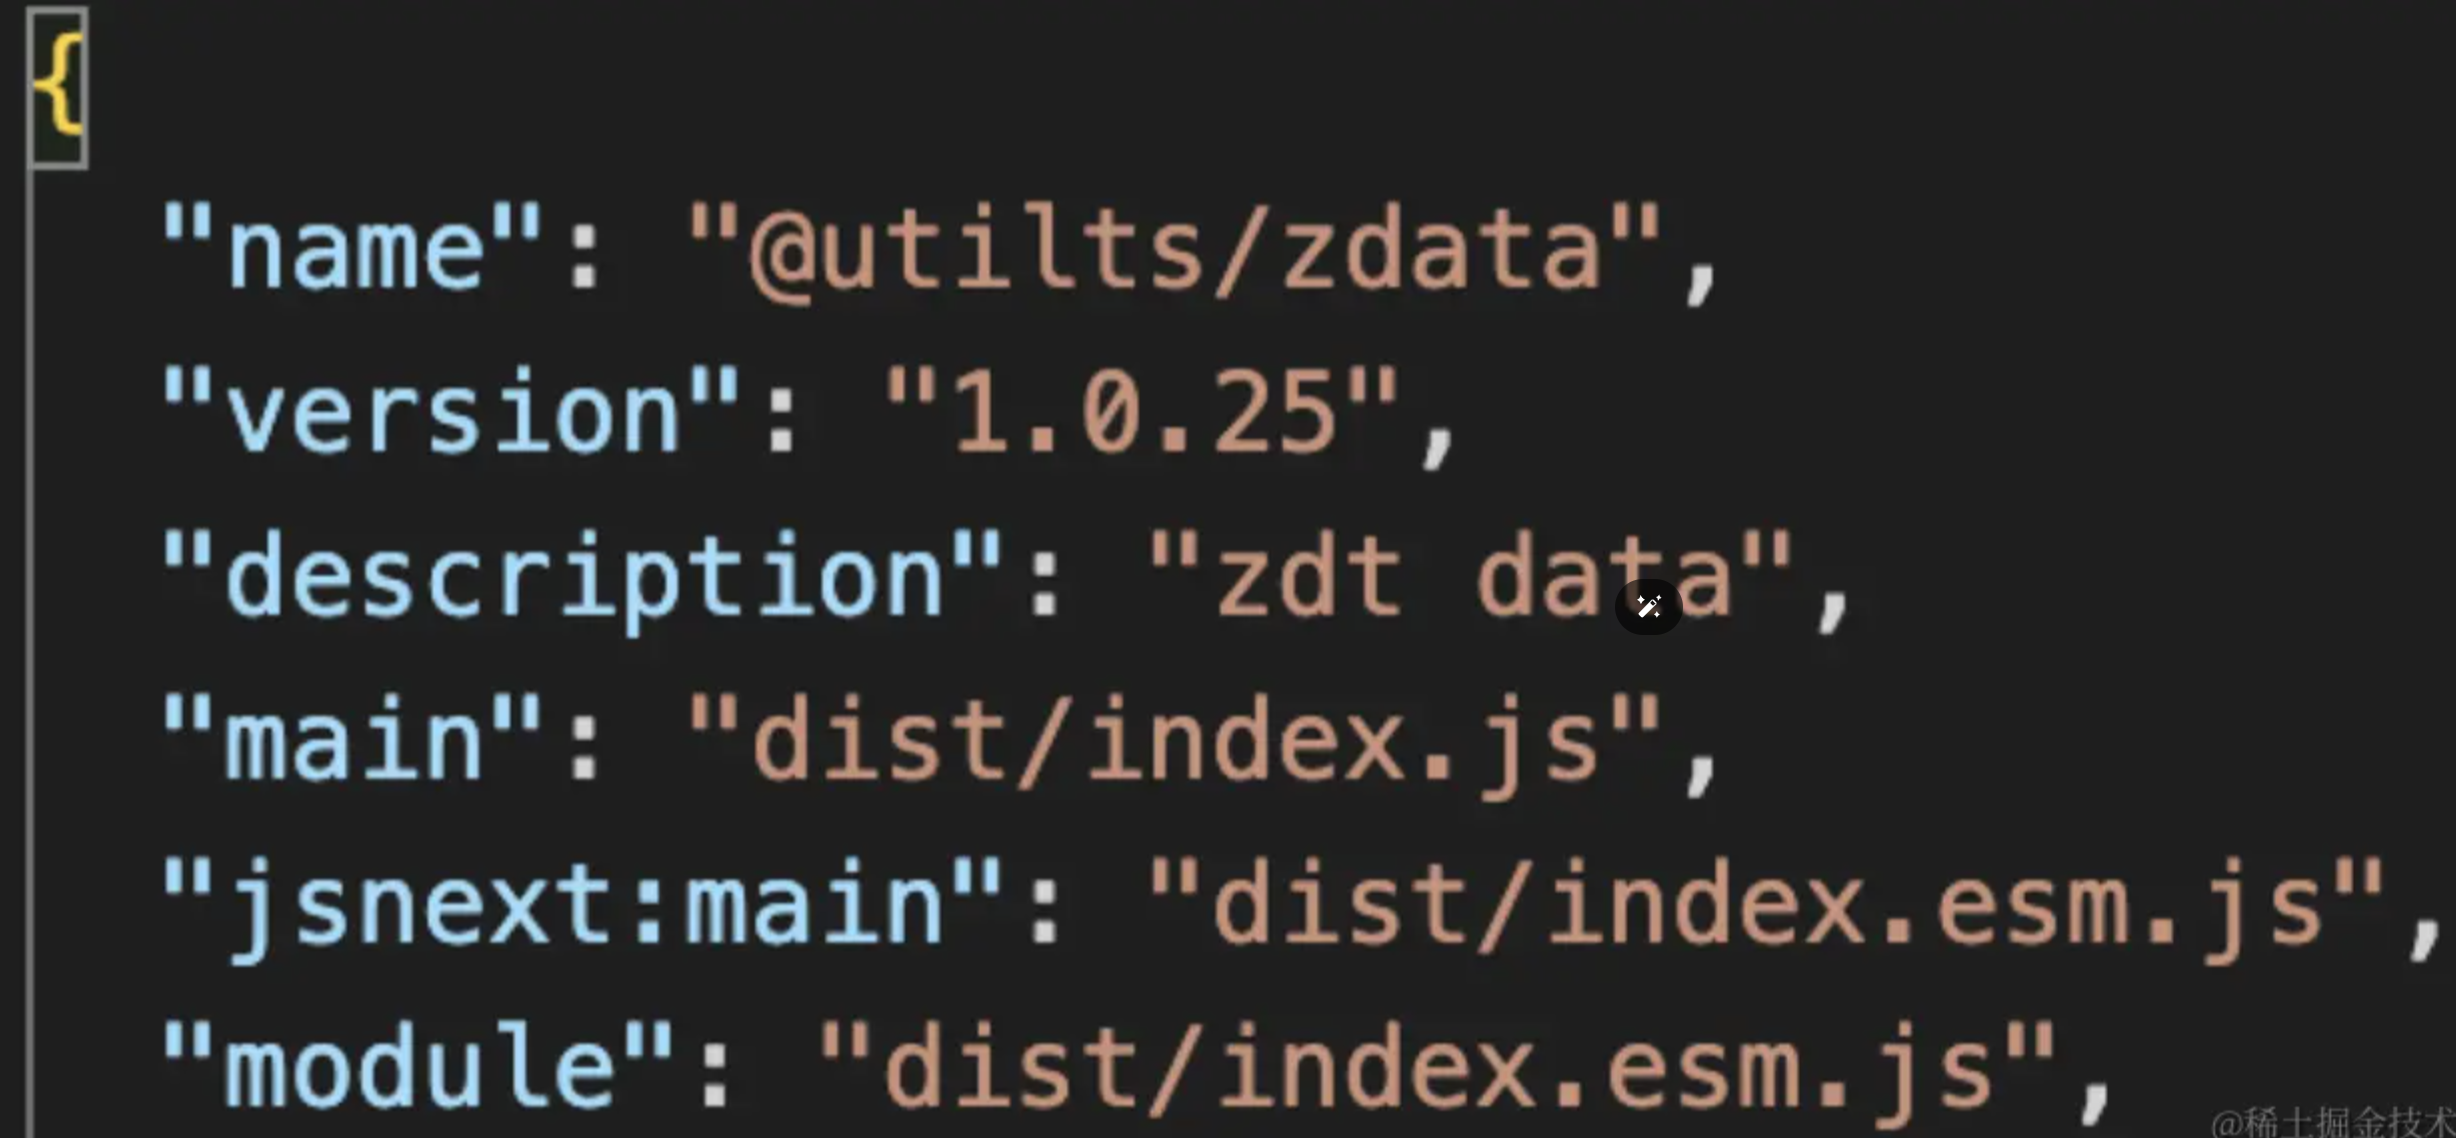 {
"name": "@utilts/zdata",
"version": "1.0.25",
"description": "zdt data",
"main": "dist/index.js",
"jsnext:main": "dist/index.esm.js",
"module": "dist/index.esm.js",
@稀土掘金技术